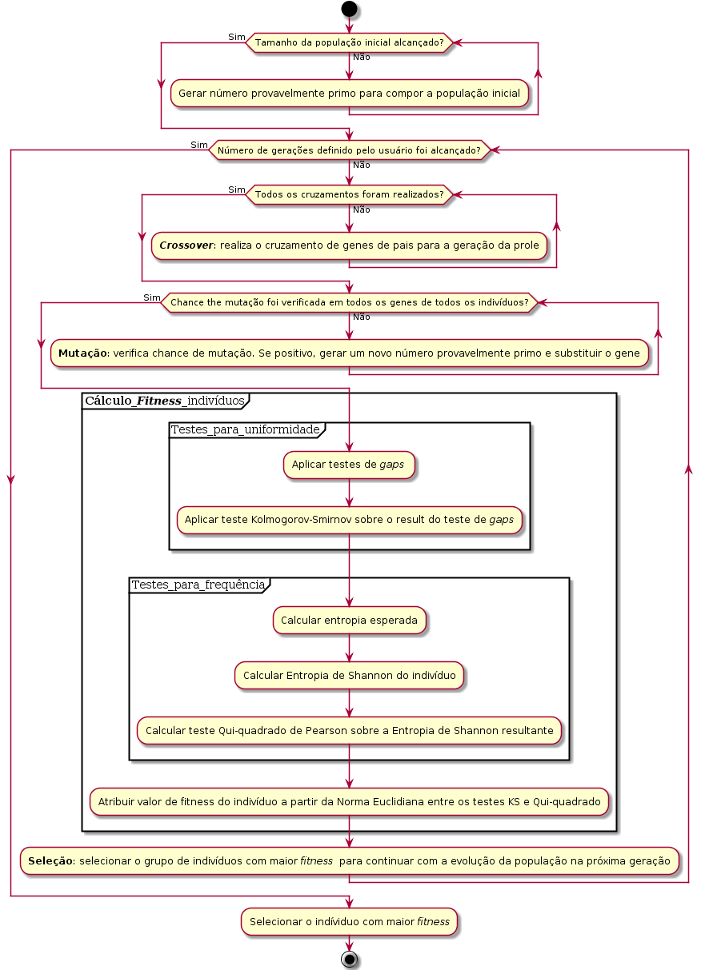 Tamanho da população inicial alcançado?
Sim
Não
Gerar número provavelmente primo para compor a população inicial
Número de gerações definido pelo usuário foi alcançado?
Sim
Não
Todos os cruzamentos foram realizados?
Sim
Não
Crossover: realiza o cruzamento de genes de pais para a geração da prole
Chance the mutação foi verificada em todos os genes de todos os indivíduos?
Sim
Não
Mutação: verifica chance de mutação. Se positivo, gerar um novo número provavelmente primo e substituir o gene
Cálculo_Fitness_indivíduos
Testes_para_uniformidade
Aplicar testes de gaps
Aplicar teste Kolmogorov-Smirnov sobre o result do teste de gaps
Testes_para_frequência
Calcular entropia esperada
Calcular Entropia de Shannon do indivíduo
Calcular teste Qui-quadrado de Pearson sobre a Entropia de Shannon resultante
Atribuir valor de fitness do indivíduo a partir da Norma Euclidiana entre os testes KS e Qui-quadrado
Seleção: selecionar o grupo de indivíduos com maior fitness para continuar com a evolução da população na próxima geração
Selecionar o indíviduo com maior fitness